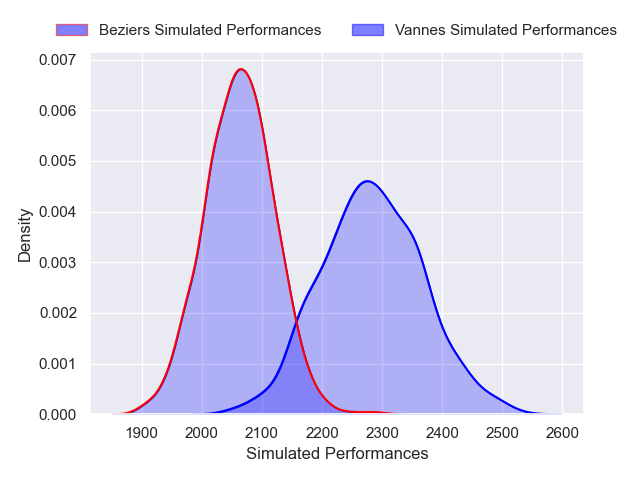 Beziers Simulated Performances Vannes Simulated Performances
0.007
0.006
0.005
0.004
0.003
0.002
0.001
0.000
Density
1900 2000 2100 2200 2300 2400 2500 2600
Simulated Performances